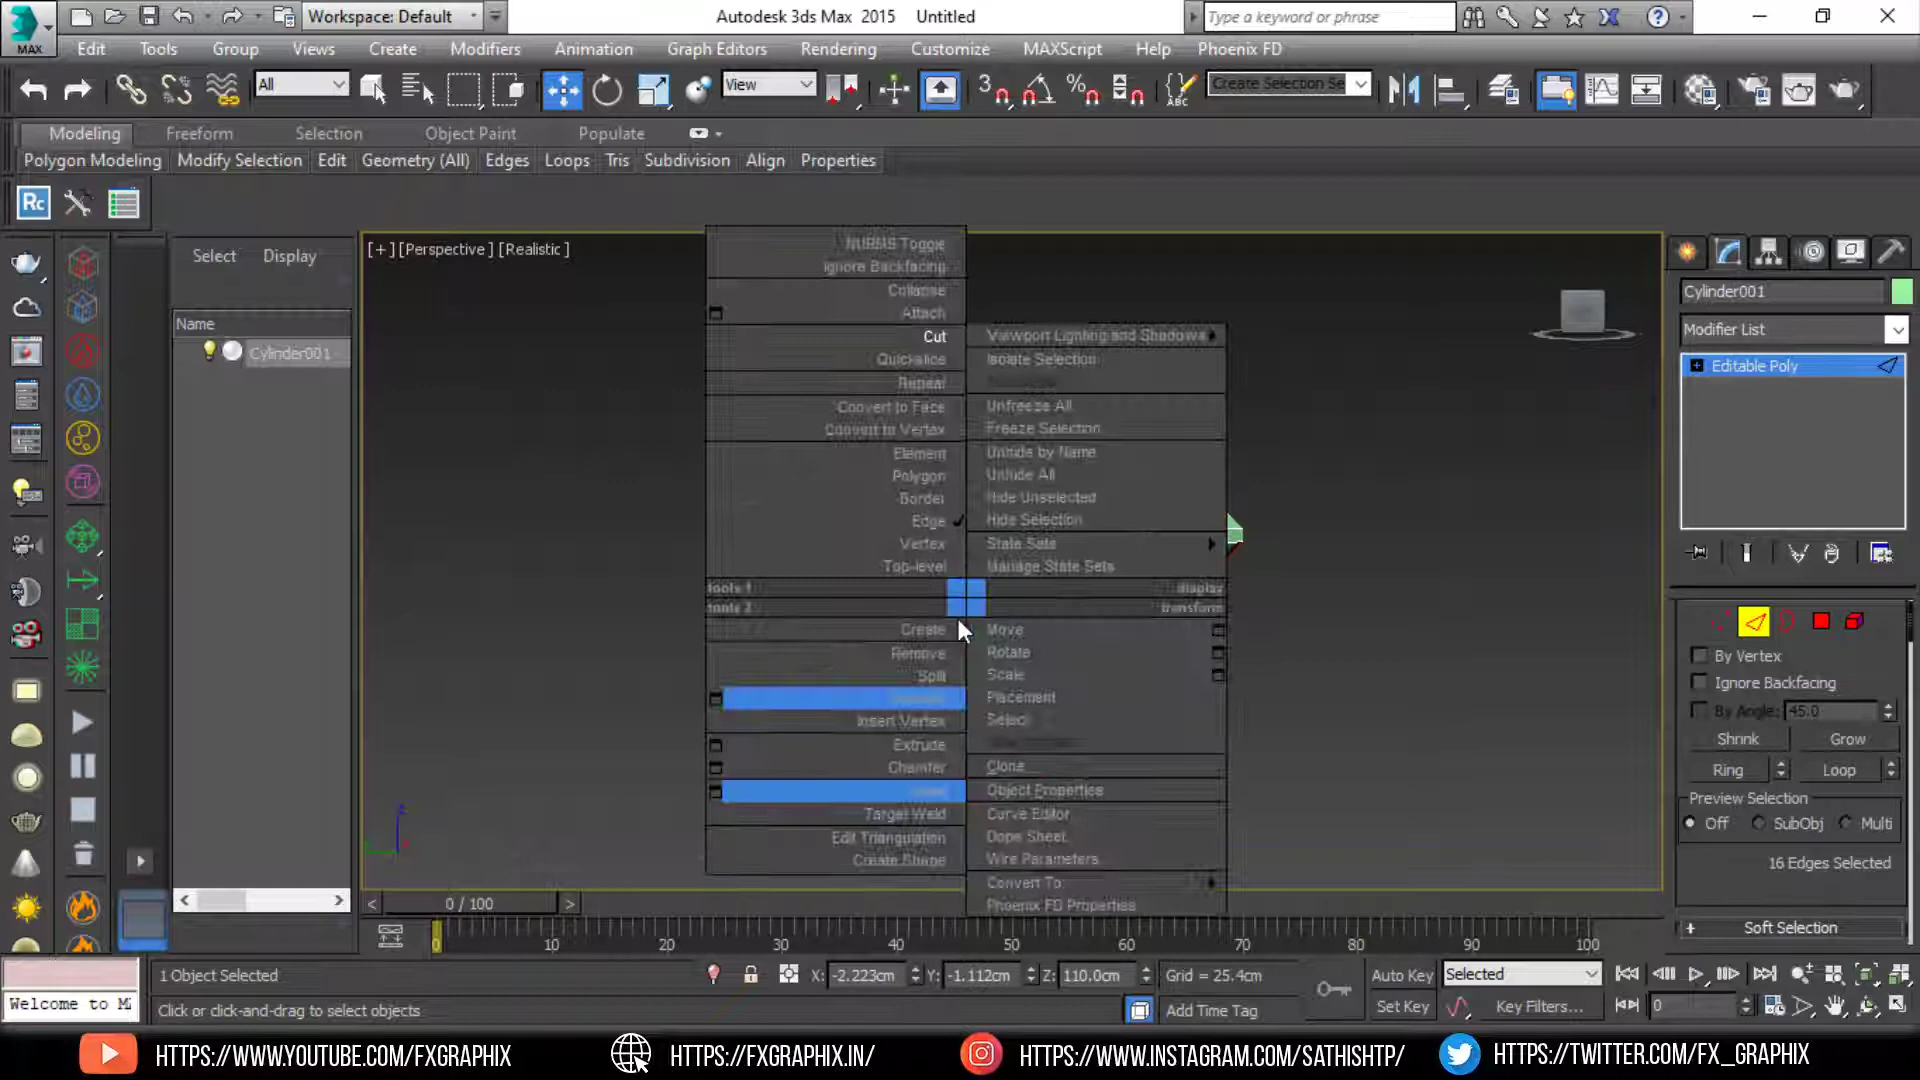 Workspace: Default
Autodesk 3ds Max 2015
Untitled
Type a keyword or phrase
MAX
Edit
Tools
Group
Views
Create
Modifiers
Animation
Graph Editors
Rendering
Customize
MAXScript
Help
Phoenix FD
All
View
3
ABC
Create Selection Se
Modeling
Freeform
Selection
Object Paint
Populate
Polygon Modeling
Modify Selection
Edit
Geometry (All)
Edges
Loops
Tris
Subdivision
Align
Properties
Rc
Select
Display
Name
Cylinder001
[+] [Perspective ] [Realistic ]
NURMS Toggle
Ignore Backfacing
Collapse
Attach
Cut
Quickslice
Repeat
Convert to Face
Convert to Vertex
Element
Polygon
Border
Edge
Vertex
Top-level
Viewport Lighting and Shadows
Isolate Selection
Unfreeze All
Freeze Selection
Unhide by Name
Unhide All
Hide Unselected
Hide Selection
State Sets
Manage State Sets
tools 1
display
tools 2
transform
Create
Remove
Split
Insert Vertex
Extrude
Chamfer
Target Weld
Edit Triangulation
Create Shape
Move
Rotate
Scale
Placement
Select
Clone
Object Properties
Curve Editor
Dope Sheet
Wire Parameters
Convert To:
Phoenix FD Properties
Cylinder001
Modifier List
Editable Poly
By Vertex
Ignore Backfacing
By Angle: 45.0
Shrink
Grow
Ring
Loop
Preview Selection
Off
SubObj
Multi
16 Edges Selected
Soft Selection
0 / 100
0 10 20 30 40 50 60 70 80 90 100
1 Object Selected
X: -2.223cm
Y: -1.112cm
Z: 110.0cm
Grid = 25.4cm
Auto Key
Selected
Welcome to M
Click or click-and-drag to select objects
Add Time Tag
Set Key
Key Filters...
0
HTTPS://WWW.YOUTUBE.COM/FXGRAPHIX
HTTPS://FXGRAPHIX.IN/
HTTPS://WWW.INSTAGRAM.COM/SATHISHTP/
HTTPS://TWITTER.COM/FX_GRAPHIX